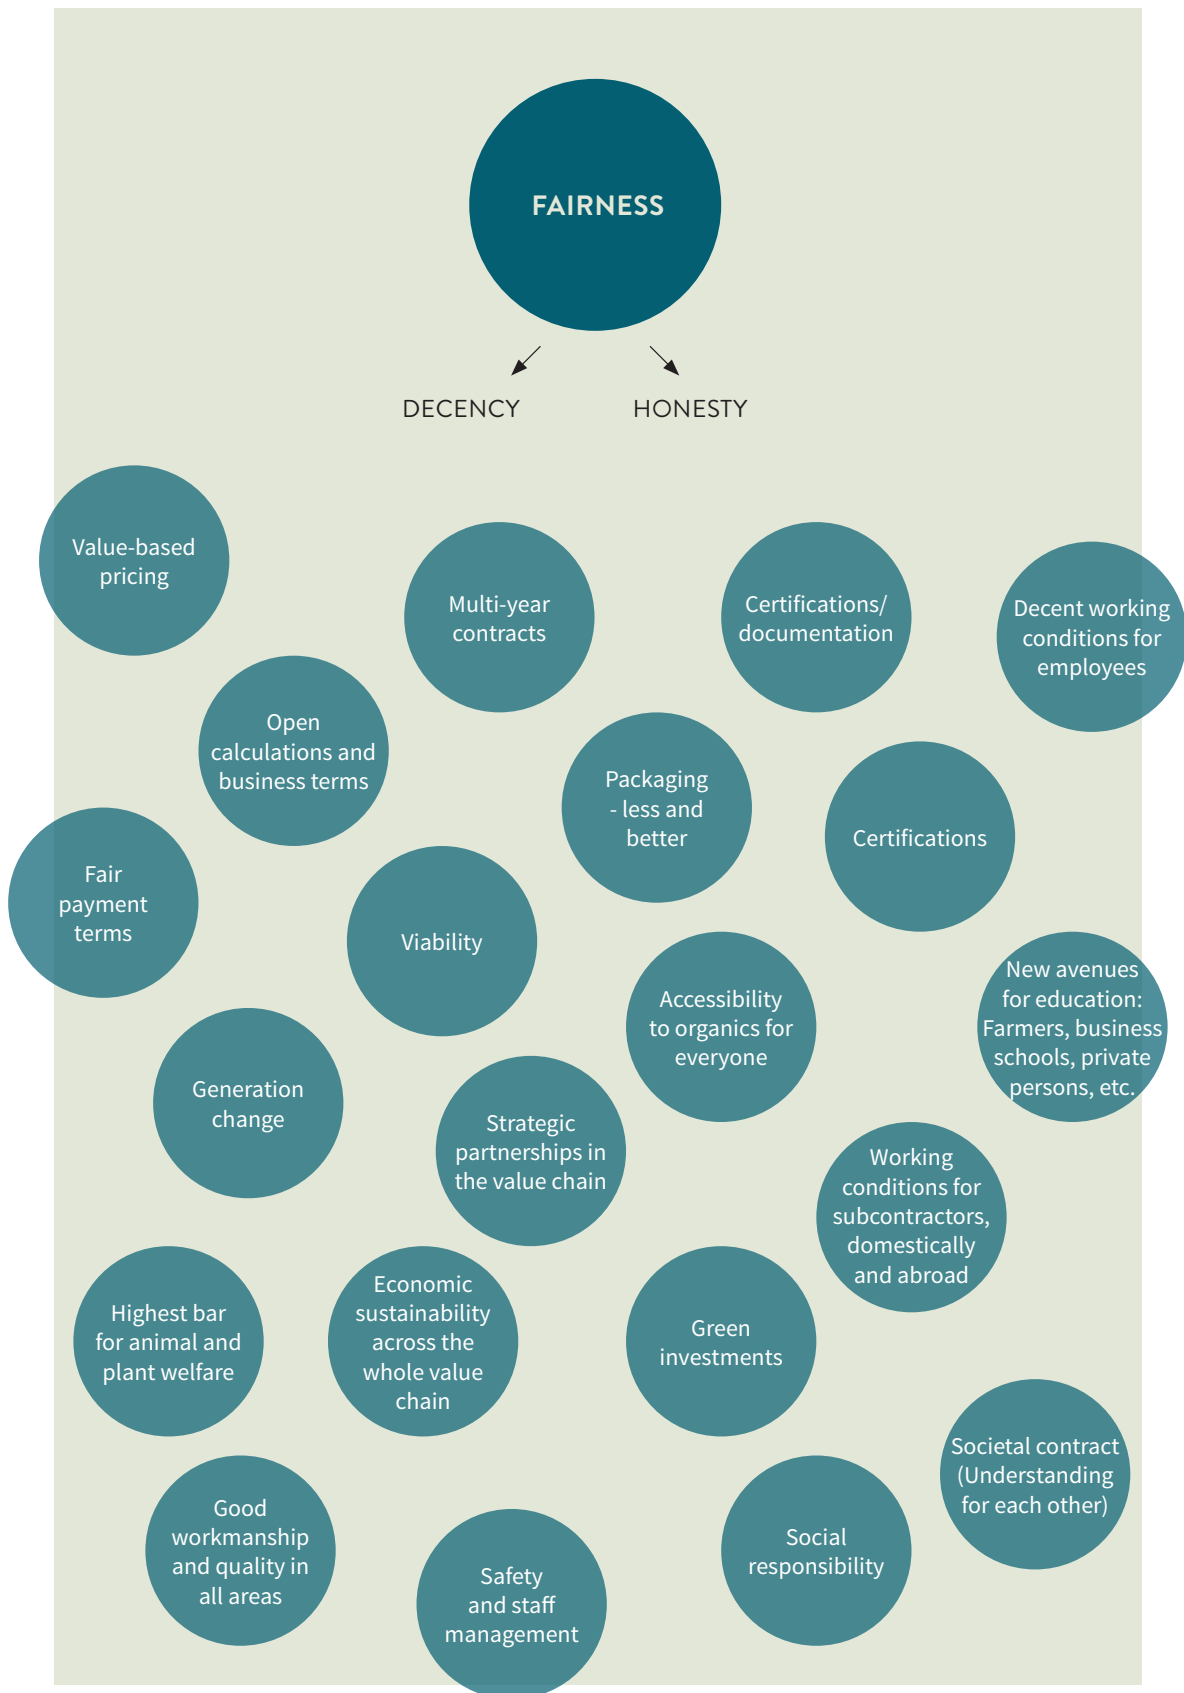 FAIRNESS
DECENCY
HONESTY
Value-based
pricing
Multi-year
contracts
Certifications/
documentation
Decent working
conditions for
employees
Open
calculations and
business terms
Packaging
- less and
better
Certifications
Fair
payment
terms
Viability
Accessibility
to organics for
everyone
New avenues
for education:
Farmers, business
schools, private
persons, etc.
Generation
change
Strategic
partnerships in
the value chain
Working
conditions for
subcontractors,
domestically
and abroad
Highest bar
for animal and
plant welfare
Economic
sustainability
across the
whole value
chain
Green
investments
Societal contract
(Understanding
for each other)
Good
workmanship
and quality in
all areas
Safety
and staff
management
Social
responsibility